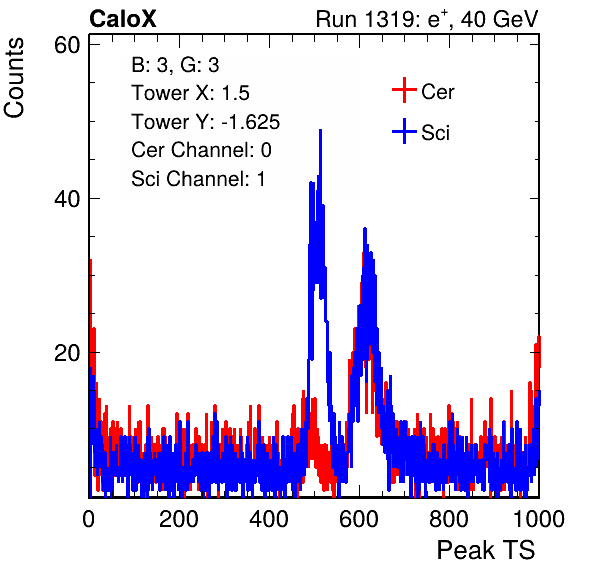 CaloX Run 1319: e⁺, 40 GeV
B: 3, G: 3
Tower X: 1.5
Tower Y: -1.625
Cer Channel: 0
Sci Channel: 1
Cer
Sci
Counts
60
40
20
0 200 400 600 800 1000
Peak TS